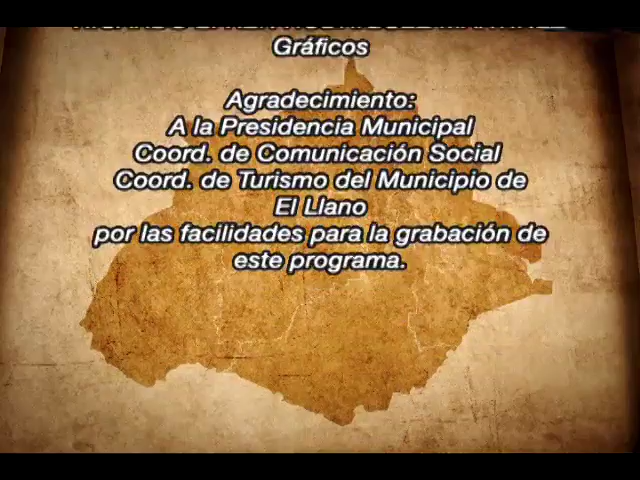 Gráficos
Agradecimiento:
A la Presidencia Municipal
Coord. de Comunicación Social
Coord. de Turismo del Municipio de
El Llano
por las facilidades para la grabación de
este programa.